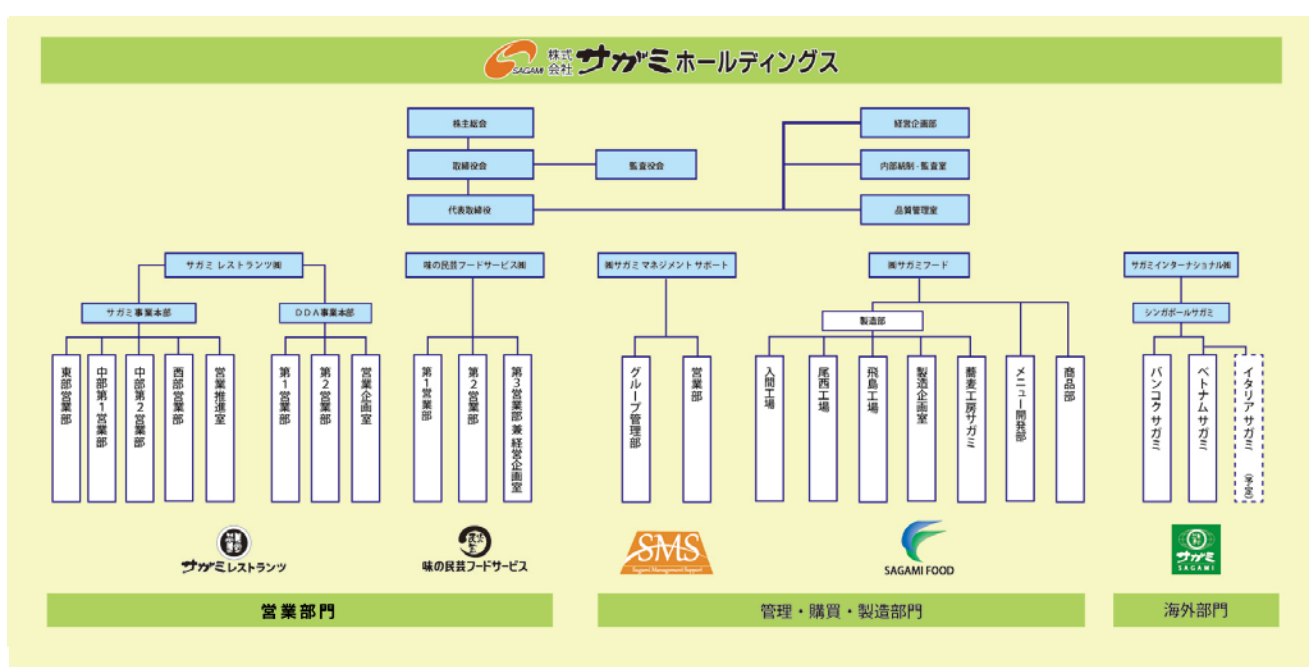 SAGAMI 株式会社 サガミホールディングス
株主総会
経営企画部
取締役会
監査役会
内部統制・監査室
代表取締役
品質管理室
サガミ レストランツ㈱
味の民芸フードサービス㈱
㈱サガミ マネジメント サポート
㈱サガミフード
サガミインターナショナル㈱
サガミ事業本部
DDA事業本部
製造部
シンガポールサガミ
東部営業部
中部第1営業部
中部第2営業部
西部営業部
営業推進室
第1営業部
第2営業部
営業企画室
第1営業部
第2営業部
第3営業部 兼 経営企画室
グループ管理部
営業部
入間工場
尾西工場
飛島工場
製造企画室
蕎麦工房サガミ
メニュー開発部
商品部
バンコク サガミ
ベトナム サガミ
イタリア サガミ (予定)
サガミレストランツ
民芸
味の民芸フードサービス
SMS
Sagami Management Support
SAGAMI FOOD
サガミ
SAGAMI
営業部門
管理・購買・製造部門
海外部門